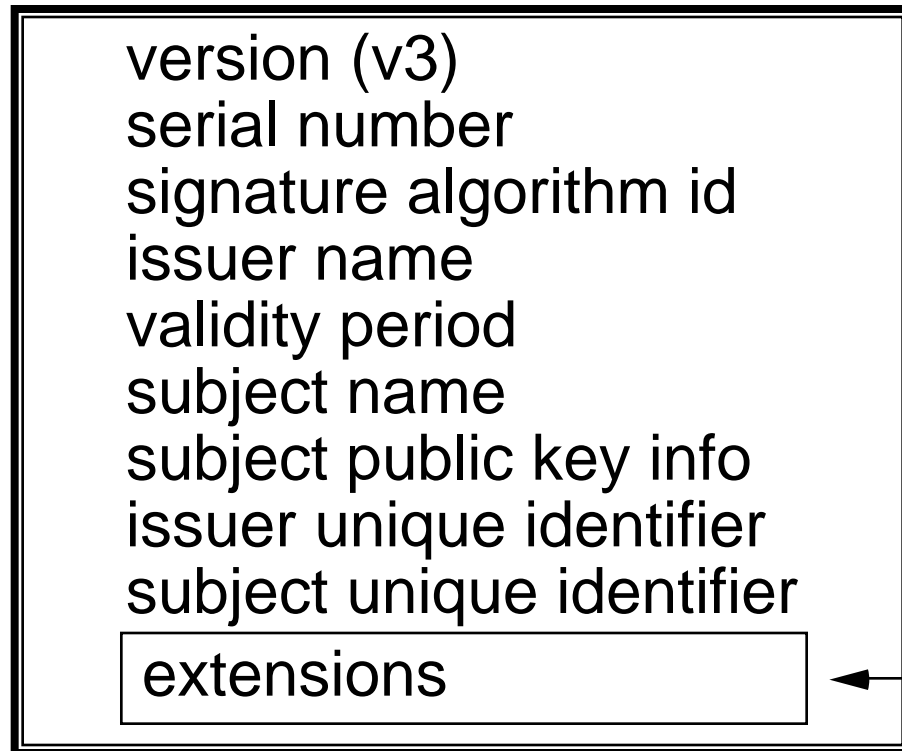 version (v3)
serial number
signature algorithm id
issuer name
validity period
subject name
subject public key info
issuer unique identifier
subject unique identifier
extensions